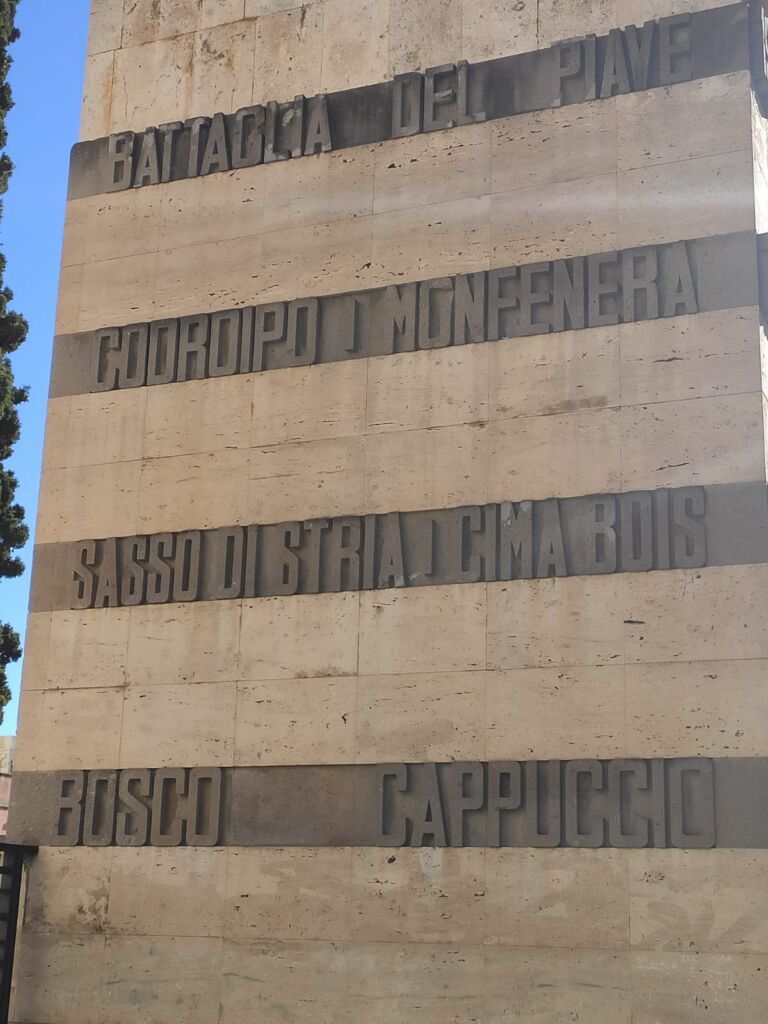 BATTAGLIA DEL PIAVE
CODROIPO I MONFENERA
SASSO DI STRIA I CIMA BOIS
BOSCO CAPPUCCIO